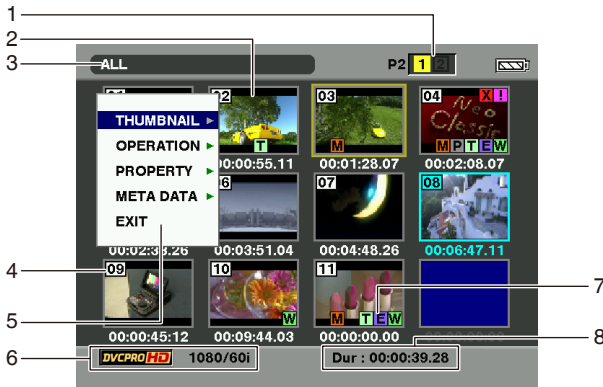 1
2
3
ALL
P2 1 2
02
03
04 X !
THUMBNAIL
OPERATION
PROPERTY
META DATA
EXIT
T
M
M P T E W
00:00:55.11
00:01:28.07
00:02:08.07
07
08
00:03:51.04
00:04:48.26
00:06:47.11
4
09
10
11
5
W
M T E W
7
00:00:45:12
00:09:44.03
00:00:00.00
8
6
DVCPRO HD 1080/60i
Dur : 00:00:39.28